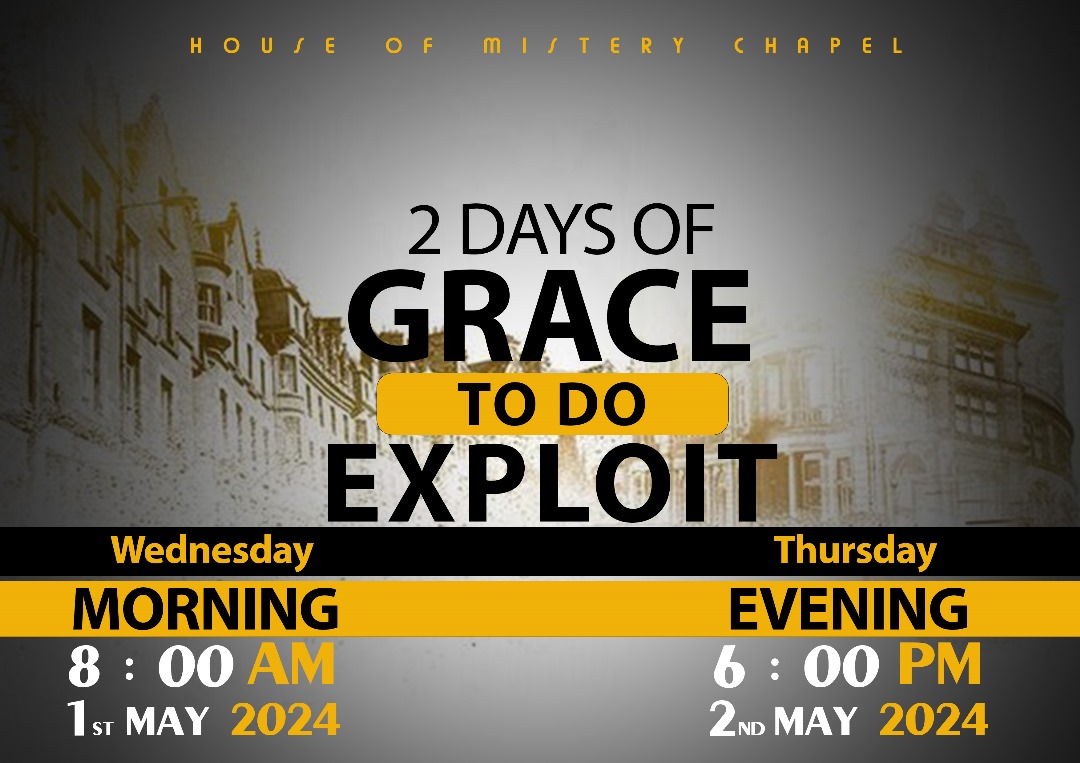 HOUSE OF MISTERY CHAPEL
2 DAYS OF
GRACE
TO DO
EXPLOIT
Wednesday
MORNING
8 : 00 AM
1ST MAY 2024
Thursday
EVENING
6 : 00 PM
2ND MAY 2024